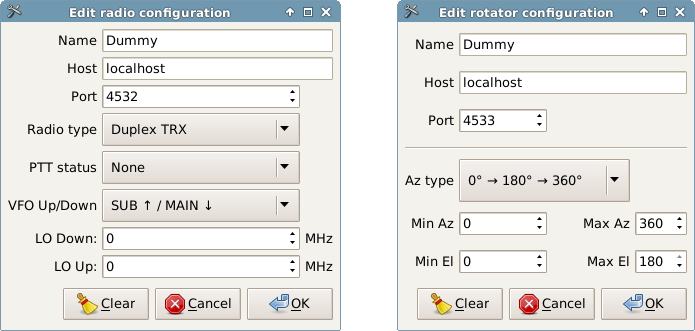 Edit radio configuration
Name Dummy
Host localhost
Port 4532
Radio type Duplex TRX
PTT status None
VFO Up/Down SUB ↑ / MAIN ↓
LO Down: 0 MHz
LO Up: 0 MHz
Clear Cancel OK
Edit rotator configuration
Name Dummy
Host localhost
Port 4533
Az type 0° → 180° → 360°
Min Az 0 Max Az 360
Min El 0 Max El 180
Clear Cancel OK